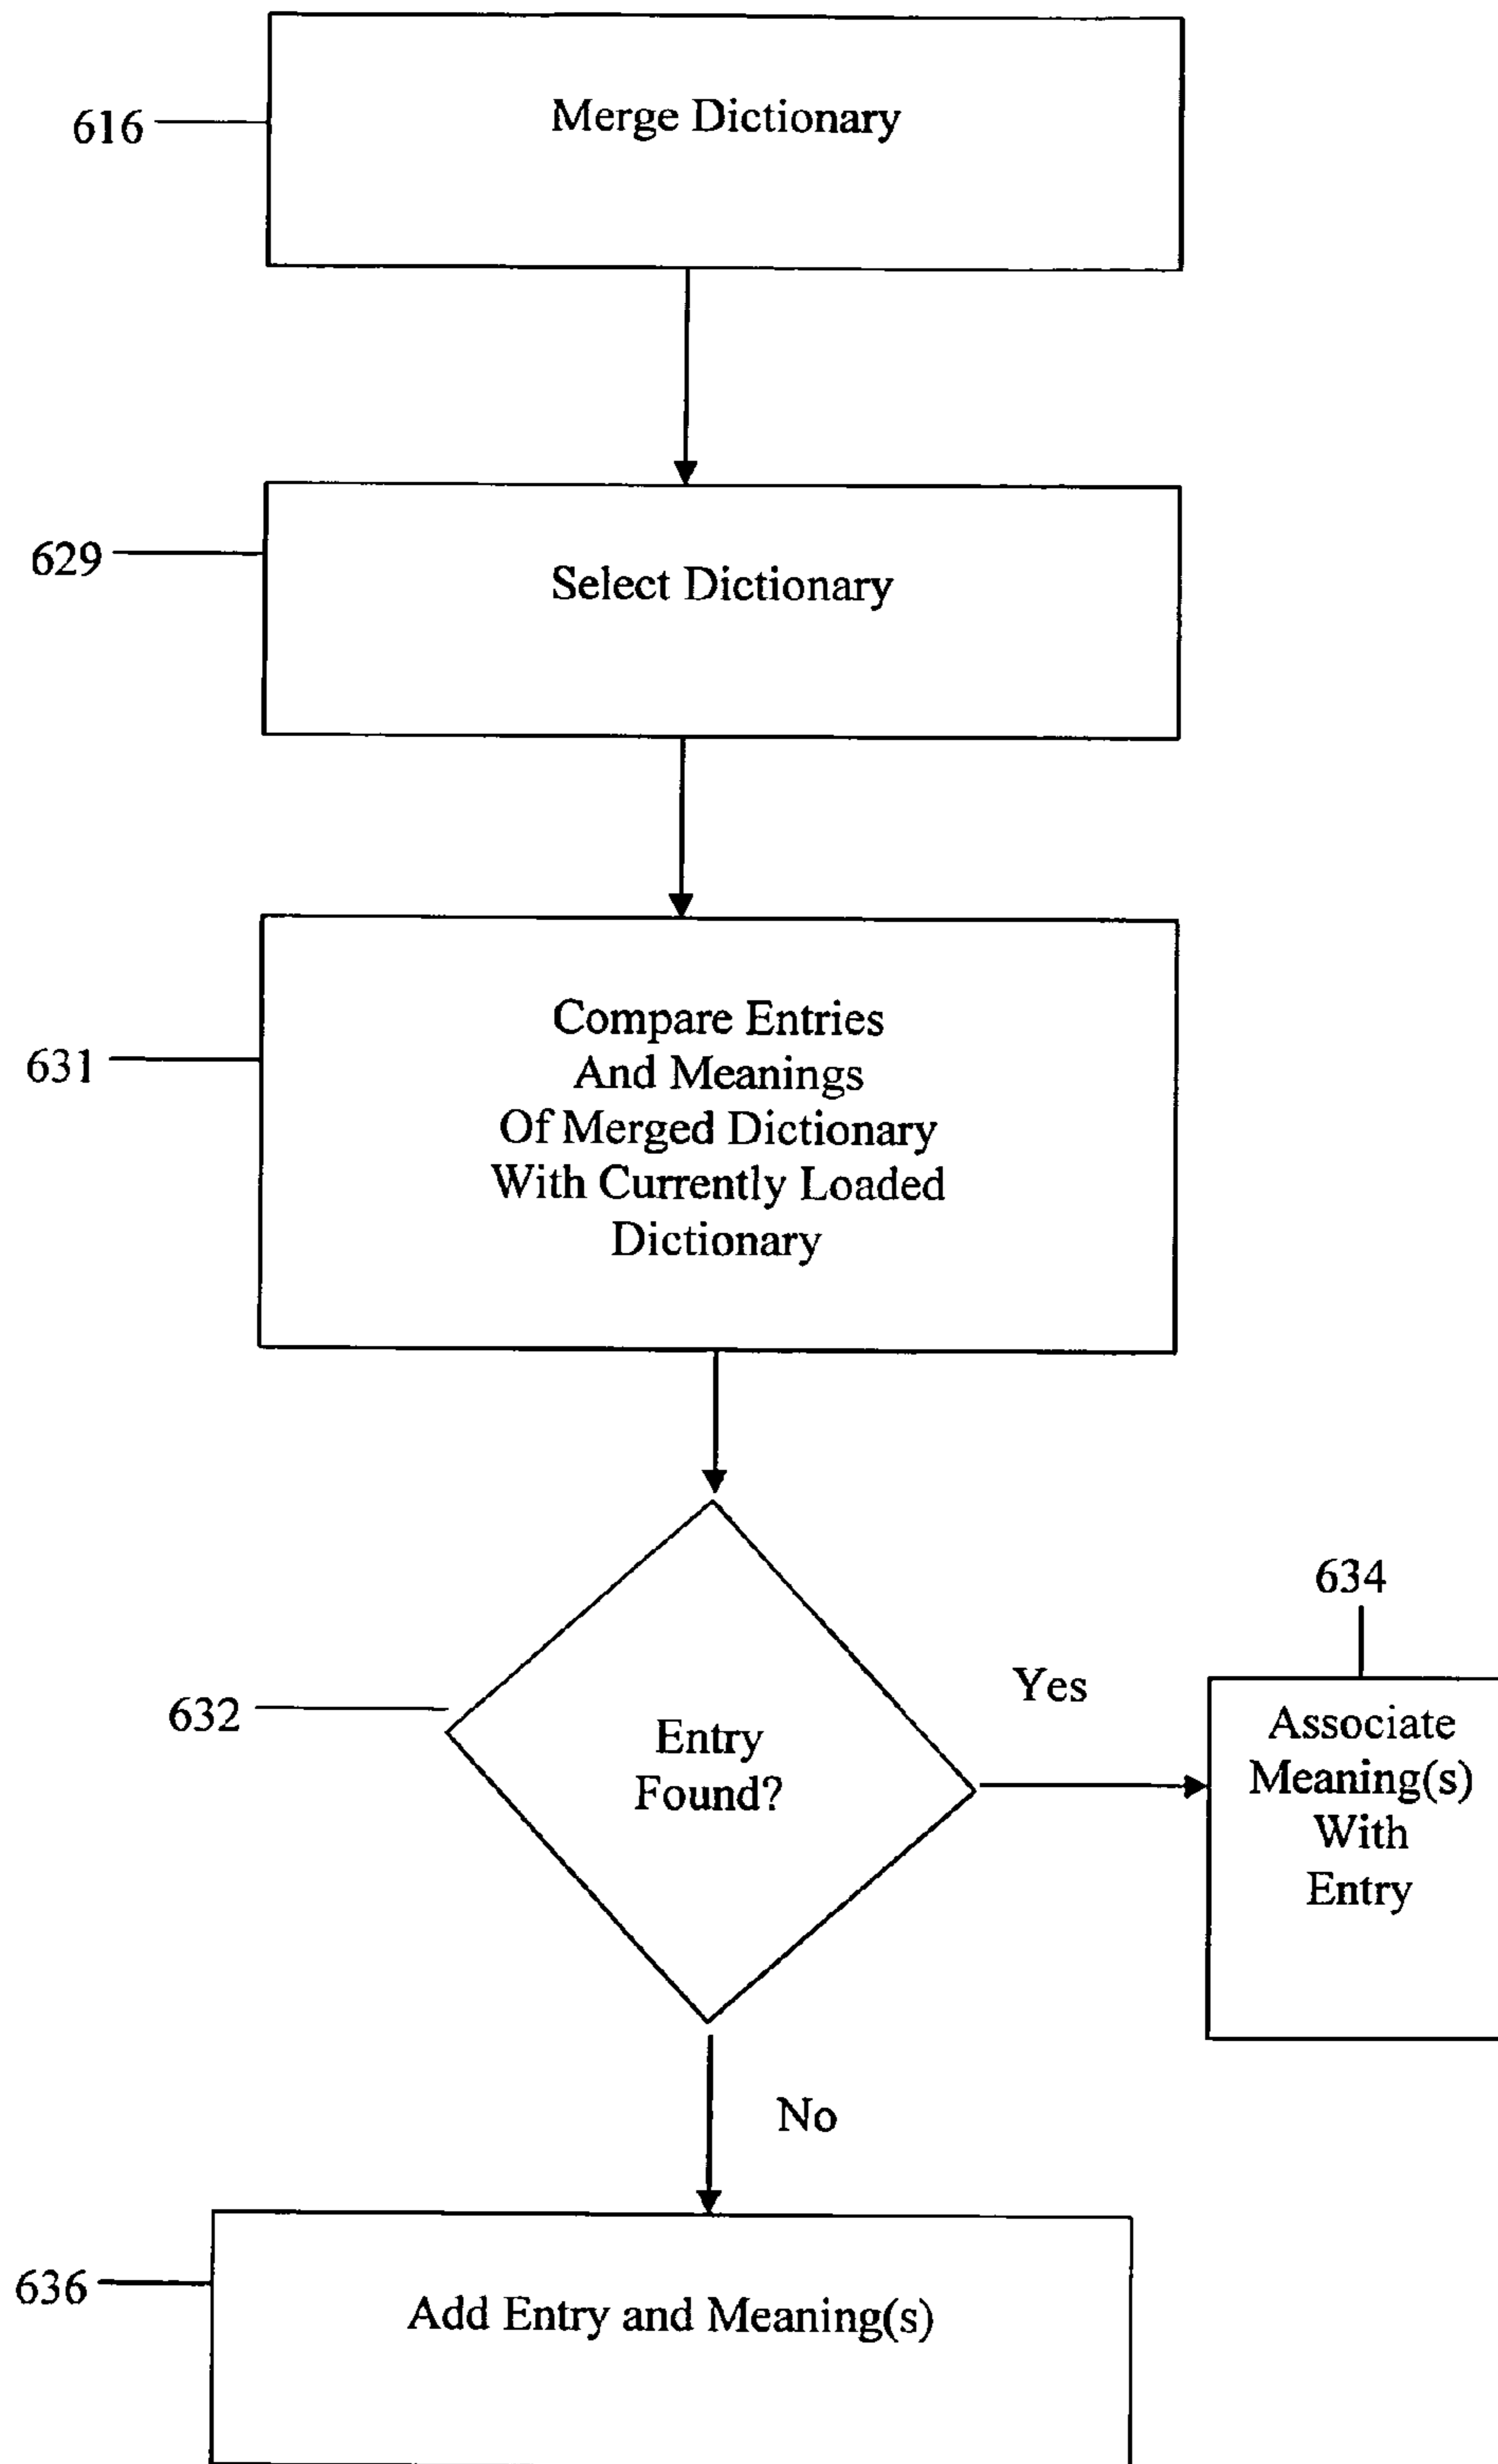 616
Merge Dictionary
629
Select Dictionary
631
Compare Entries
And Meanings
Of Merged Dictionary
With Currently Loaded
Dictionary
632
Entry
Found?
Yes
634
Associate
Meaning(s)
With
Entry
No
636
Add Entry and Meaning(s)